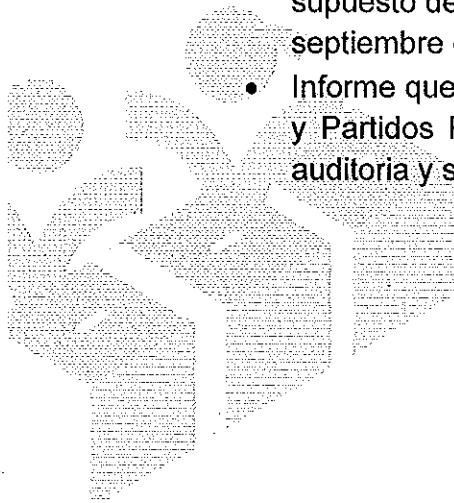 supuesto de
septiembre
• Informe que
y Partidos
auditoria y s